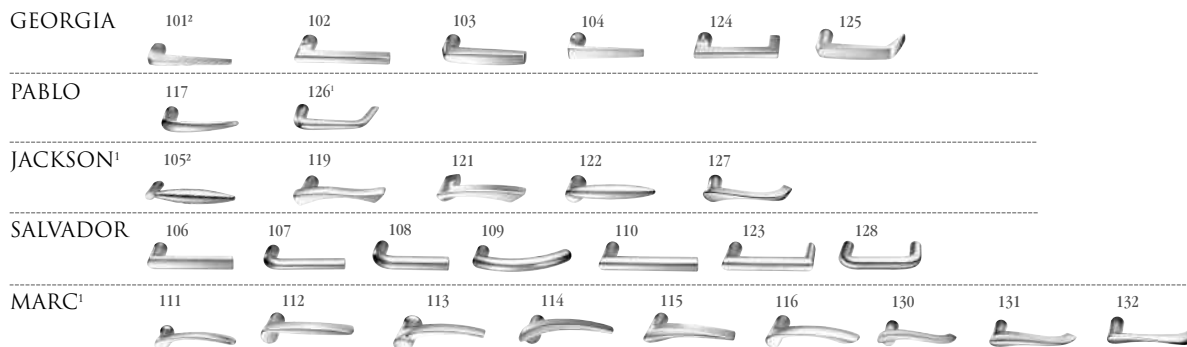 GEORGIA 101² 102 103 104 124 125
PABLO 117 126¹
JACKSON¹ 105² 119 121 122 127
SALVADOR 106 107 108 109 110 123 128
MARC¹ 111 112 113 114 115 116 130 131 132